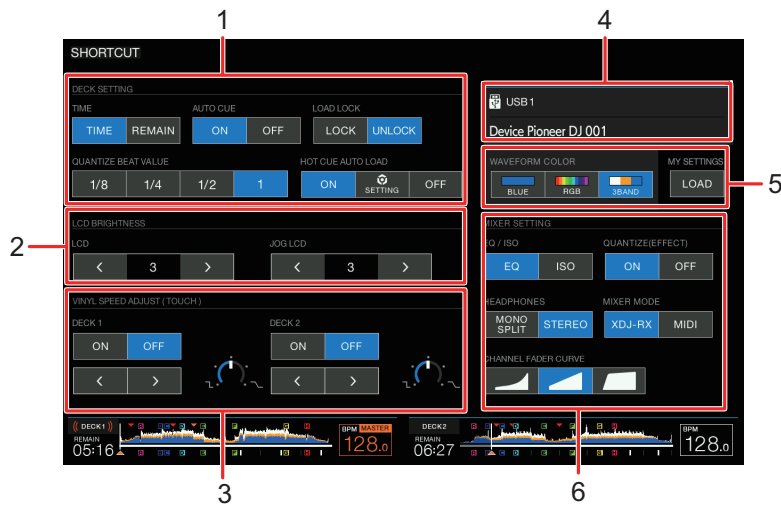 1
4
SHORTCUT
DECK SETTING
TIME
AUTO CUE
LOAD LOCK
TIME REMAIN
ON OFF
LOCK UNLOCK
QUANTIZE BEAT VALUE
HOT CUE AUTO LOAD
1/8 1/4 1/2 1
ON SETTING OFF
USB 1
Device Pioneer DJ 001
WAVEFORM COLOR
MY SETTINGS
BLUE RGB 3BAND
LOAD
5
2
LCD BRIGHTNESS
LCD
JOG LCD
< 3 >
< 3 >
VINYL SPEED ADJUST ( TOUCH )
DECK 1
DECK 2
ON OFF
ON OFF
< >
< >
MIXER SETTING
EQ / ISO
QUANTIZE(EFFECT)
EQ ISO
ON OFF
HEADPHONES
MIXER MODE
MONO SPLIT STEREO
XDJ-RX MIDI
CHANNEL FADER CURVE
DECK1
REMAIN
05:16
BPM MASTER
128.0
DECK2
REMAIN
06:27
BPM
128.0
3
6